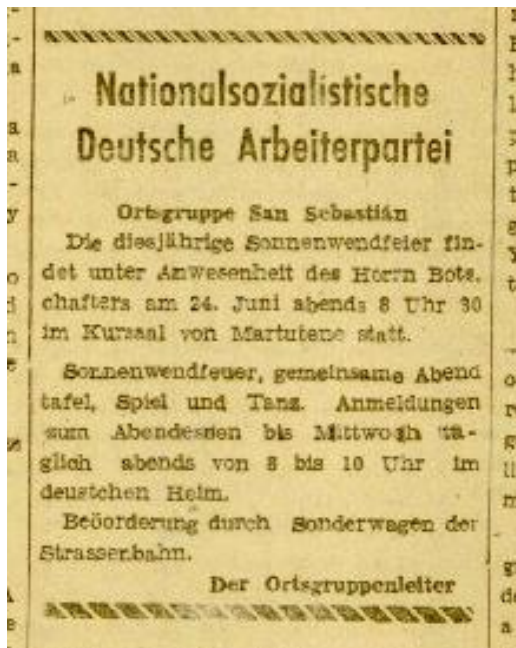 Nationalsozialistische
Deutsche Arbeiterpartei
Ortsgruppe San Sebastián
Die diesjährige Sonnenwendfeier fin-
det unter Anwesenheit des Herrn Bots.
chafters am 24. Juni abends 8 Uhr 30
im Kursaal von Martutene statt.
Sonnenwendfeuer, gemeinsame Abend
tafel, Spiel und Tanz. Anmeldungen
zum Abendessen bis Mittwogh tä-
glich abends von 8 bis 10 Uhr im
deustchen Heim.
Beöorderung durch Sonderwagen der
Strassenbahn.
Der Ortsgruppenleiter